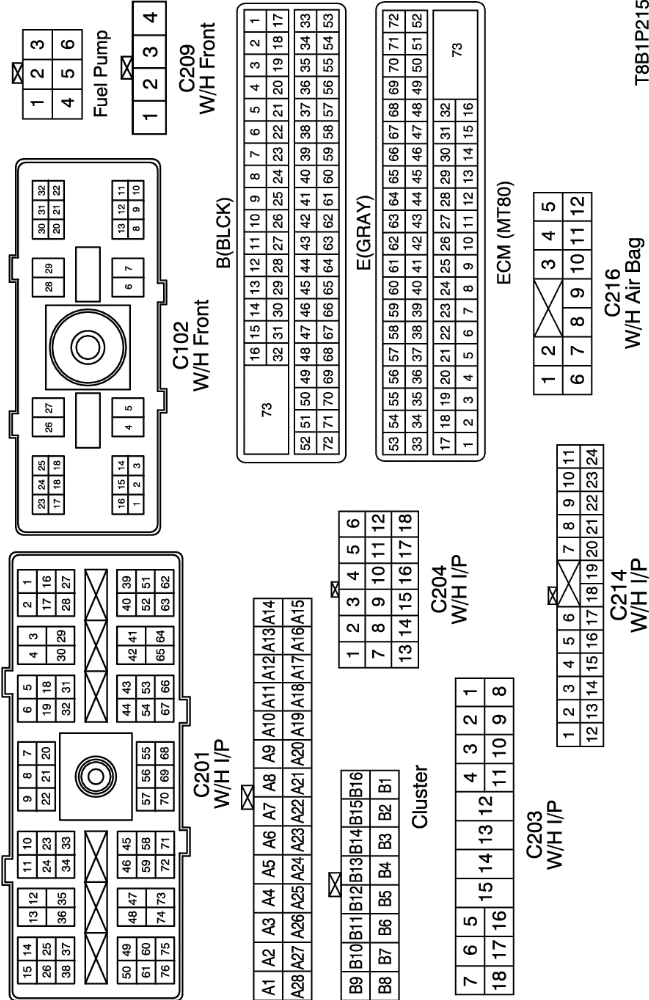 15 14 13 12 11 10 9 8 7 6 5 4 3 2 1
26 25 36 35 24 23 22 21 20 19 18 30 29 17 16
38 37 34 33 32 31 28 27
50 49 48 47 46 45 44 43 42 41 40 39
61 60 59 58 57 56 55 54 53 52 51
76 75 74 73 72 71 70 69 68 67 66 65 64 63 62
C201
W/H I/P
23 24 25 26 27 28 29 30 31 32
17 18 18 20 21 22
16 15 14 4 5 6 7 13 12 11
1 2 3 8 9 10
C102
W/H Front
1 2 3
4 5 6
Fuel Pump
1 2 3 4
C209
W/H Front
A1 A2 A3 A4 A5 A6 A7 A8 A9 A10 A11 A12 A13 A14
A28 A27 A26 A25 A24 A23 A22 A21 A20 A19 A18 A17 A16 A15
B9 B10 B11 B12 B13 B14 B15 B16
B8 B7 B6 B5 B4 B3 B2 B1
Cluster
1 2 3 4 5 6
7 8 9 10 11 12
13 14 15 16 17 18
C204
W/H I/P
B(BLCK)
73 16 15 14 13 12 11 10 9 8 7 6 5 4 3 2 1
32 31 30 29 28 27 26 25 24 23 22 21 20 19 18 17
52 51 50 49 48 47 46 45 44 43 42 41 40 39 38 37 36 35 34 33
72 71 70 69 68 67 66 65 64 63 62 61 60 59 58 57 56 55 54 53
E(GRAY)
53 54 55 56 57 58 59 60 61 62 63 64 65 66 67 68 69 70 71 72
33 34 35 36 37 38 39 40 41 42 43 44 45 46 47 48 49 50 51 52
17 18 19 20 21 22 23 24 25 26 27 28 29 30 31 32 73
1 2 3 4 5 6 7 8 9 10 11 12 13 14 15 16
ECM (MT80)
7 6 5 15 14 13 12 4 3 2 1
18 17 16 11 10 9 8
C203
W/H I/P
1 2 3 4 5 6 7 8 9 10 11
12 13 14 15 16 17 18 19 20 21 22 23 24
C214
W/H I/P
1 2 3 4 5
6 7 8 9 10 11 12
C216
W/H Air Bag
T8B1P215